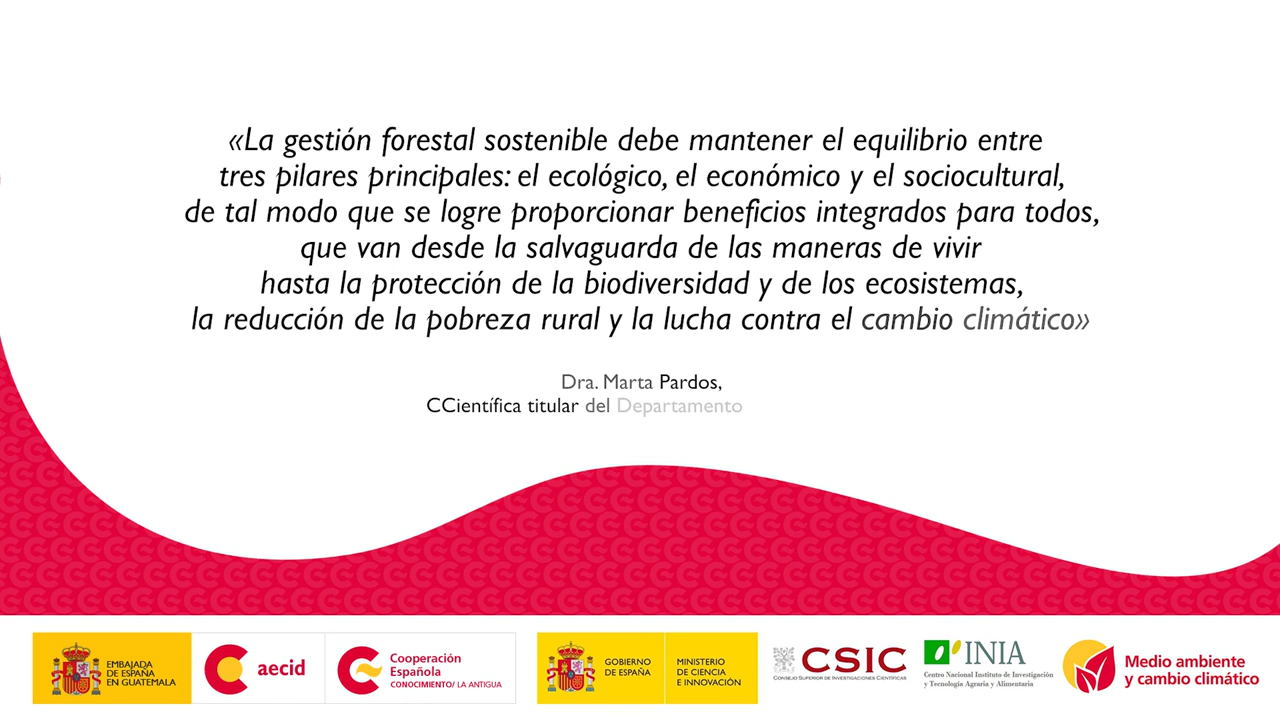 «La gestión forestal sostenible debe mantener el equilibrio entre
tres pilares principales: el ecológico, el económico y el sociocultural,
de tal modo que se logre proporcionar beneficios integrados para todos,
que van desde la salvaguarda de las maneras de vivir
hasta la protección de la biodiversidad y de los ecosistemas,
la reducción de la pobreza rural y la lucha contra el cambio climático»
Dra. Marta Pardos,
CCientífica titular del Departamento
EMBAJADA
DE ESPAÑA
EN GUATEMALA
aecid
Cooperación
Española
CONOCIMIENTO/ LA ANTIGUA
GOBIERNO
DE ESPAÑA
MINISTERIO
DE CIENCIA
E INNOVACIÓN
CSIC
CONSEJO SUPERIOR DE INVESTIGACIONES CIENTÍFICAS
INIA
Centro Nacional Instituto de Investigación
y Tecnología Agraria y Alimentaria
Medio ambiente
y cambio climático